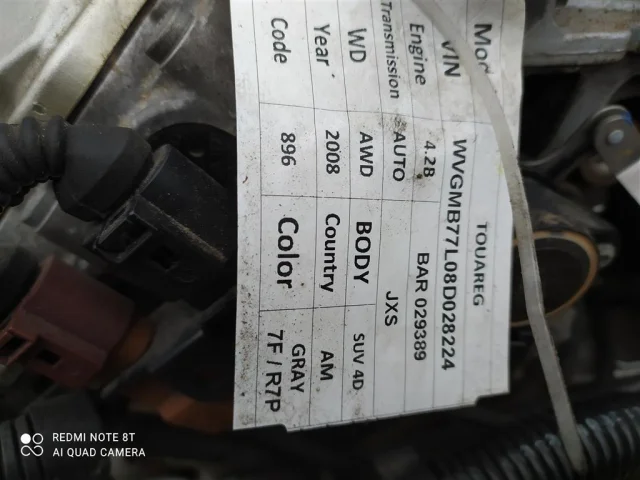 Mod TOUAREG
VIN WVGMB77L08D028224
Engine 4.2B BAR 029389
Transmission AUTO JXS
WD AWD BODY SUV 4D
Year 2008 Country AM
Code 896 Color GRAY
7F / R7P
REDMI NOTE 8T
AI QUAD CAMERA